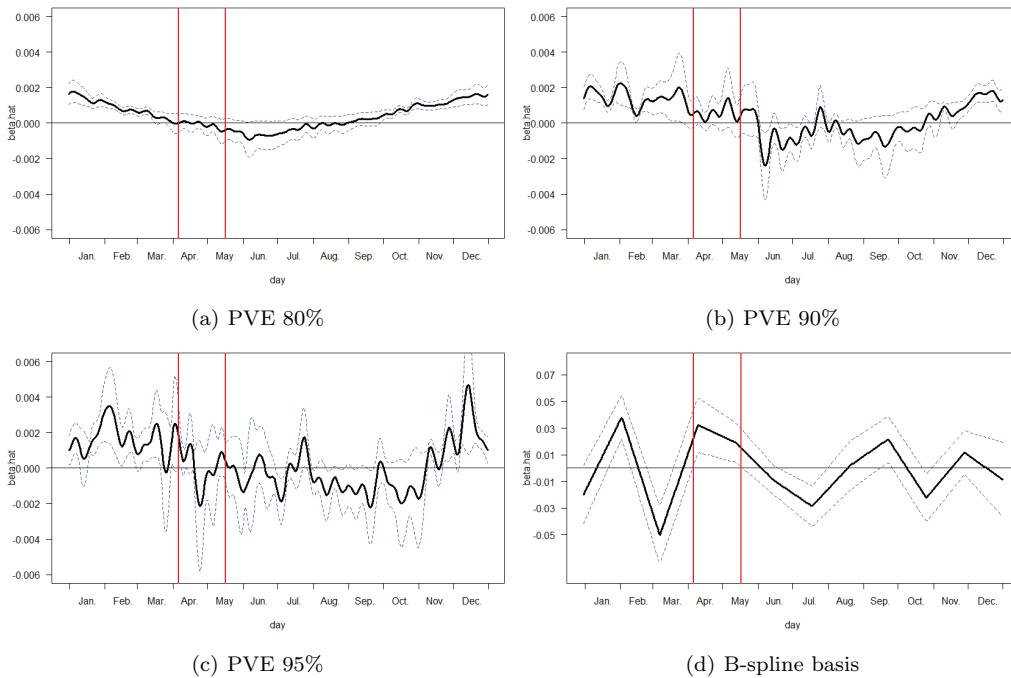 0.006
0.004
0.002
0.000
-0.002
-0.004
-0.006
beta.hat
Jan. Feb. Mar. Apr. May Jun. Jul. Aug. Sep. Oct. Nov. Dec.
day
(a) PVE 80%
0.006
0.004
0.002
0.000
-0.002
-0.004
-0.006
beta.hat
Jan. Feb. Mar. Apr. May Jun. Jul. Aug. Sep. Oct. Nov. Dec.
day
(b) PVE 90%
0.006
0.004
0.002
0.000
-0.002
-0.004
-0.006
beta.hat
Jan. Feb. Mar. Apr. May Jun. Jul. Aug. Sep. Oct. Nov. Dec.
day
(c) PVE 95%
0.07
0.05
0.03
0.01
-0.01
-0.03
-0.05
beta.hat
Jan. Feb. Mar. Apr. May Jun. Jul. Aug. Sep. Oct. Nov. Dec.
day
(d) B-spline basis